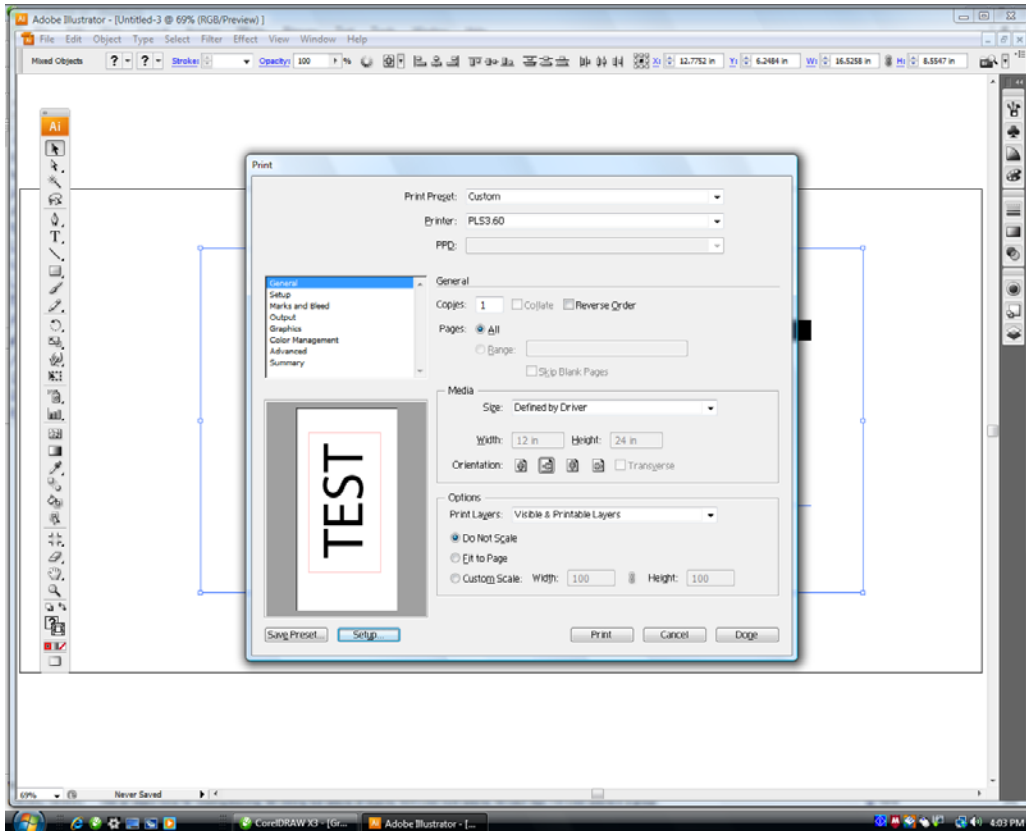 Adobe Illustrator - [Untitled-3 @ 69% (RGB/Preview) ]
File Edit Object Type Select Filter Effect View Window Help
Mixed Objects ? ? Stroke: Opacity: 100 % X: 12.7752 in Y: 6.2484 in W: 16.5258 in H: 8.5547 in
Ai
Print
Print Preset: Custom
Printer: PLS3.60
PPD:
General
Setup
Marks and Bleed
Output
Graphics
Color Management
Advanced
Summary
General
Copies: 1 Collate Reverse Order
Pages: All
Range:
Skip Blank Pages
Media
Size: Defined by Driver
Width: 12 in Height: 24 in
Orientation: Transverse
Options
Print Layers: Visible & Printable Layers
Do Not Scale
Fit to Page
Custom Scale: Width: 100 Height: 100
TEST
Save Preset... Setup... Print Cancel Done
69% Never Saved
CorelDRAW X3 - [Gr... Adobe Illustrator - [... 4:03 PM